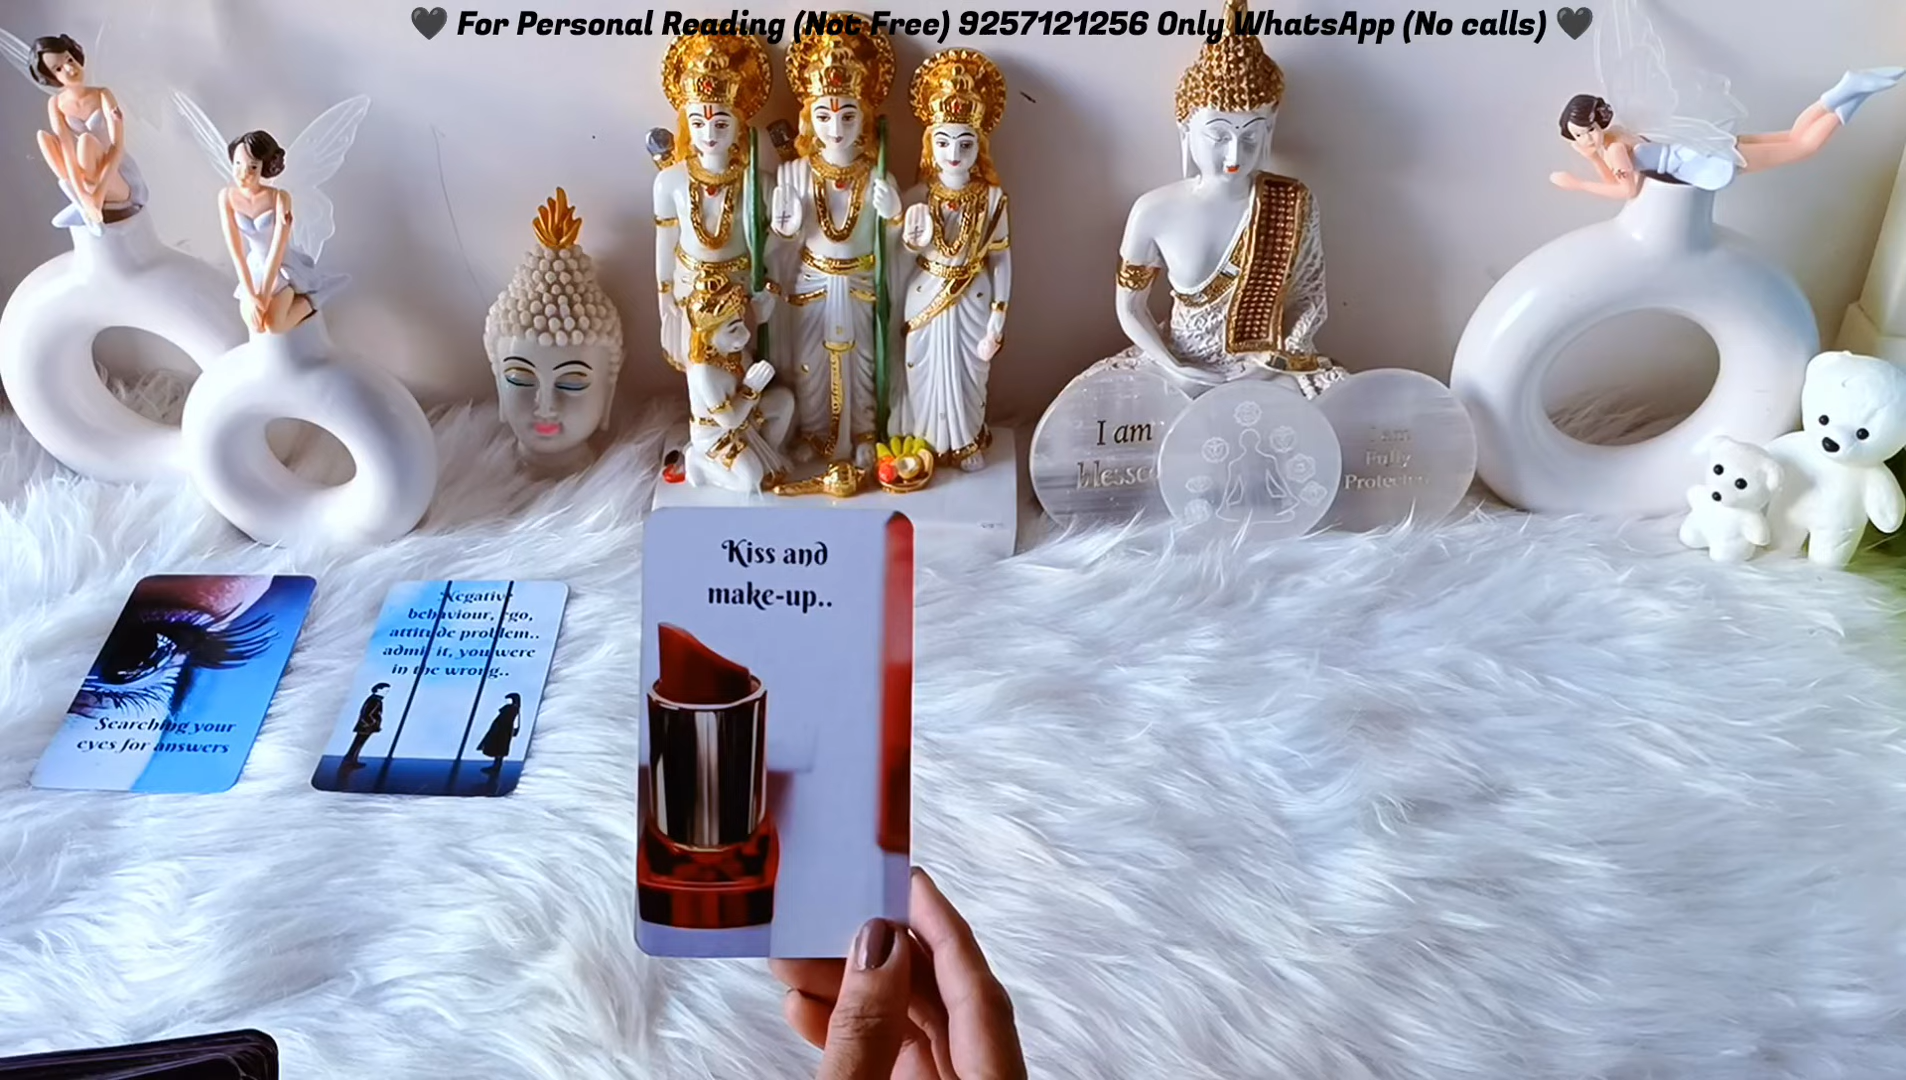 🖤 For Personal Reading (Not Free) 9257121256 Only WhatsApp (No calls) 🖤
I am
blesse
I am
Fully
Protected
Kiss and
make-up..
Negative
behaviour, ego,
attitude problem..
admit it, you were
in the wrong..
Searching your
eyes for answers